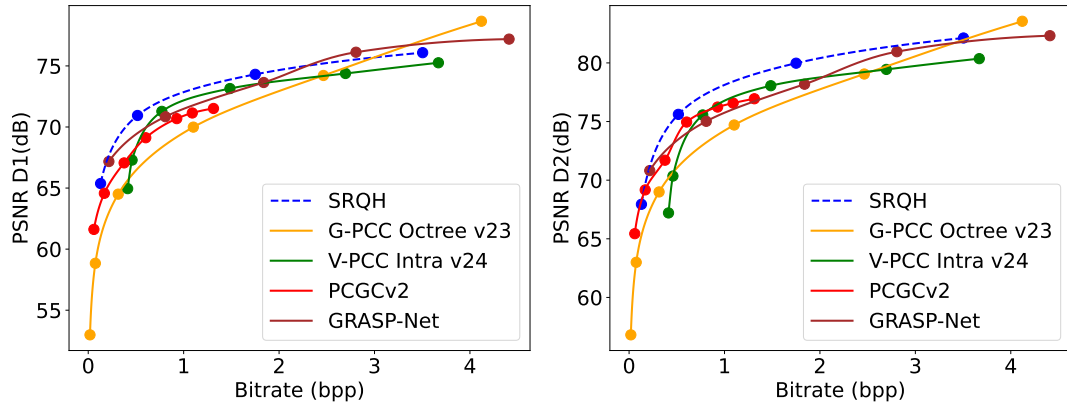 PSNR D1(dB)
75
70
65
60
55
0 1 2 3 4
Bitrate (bpp)
SRQH
G-PCC Octree v23
V-PCC Intra v24
PCGCv2
GRASP-Net
PSNR D2(dB)
80
75
70
65
60
0 1 2 3 4
Bitrate (bpp)
SRQH
G-PCC Octree v23
V-PCC Intra v24
PCGCv2
GRASP-Net